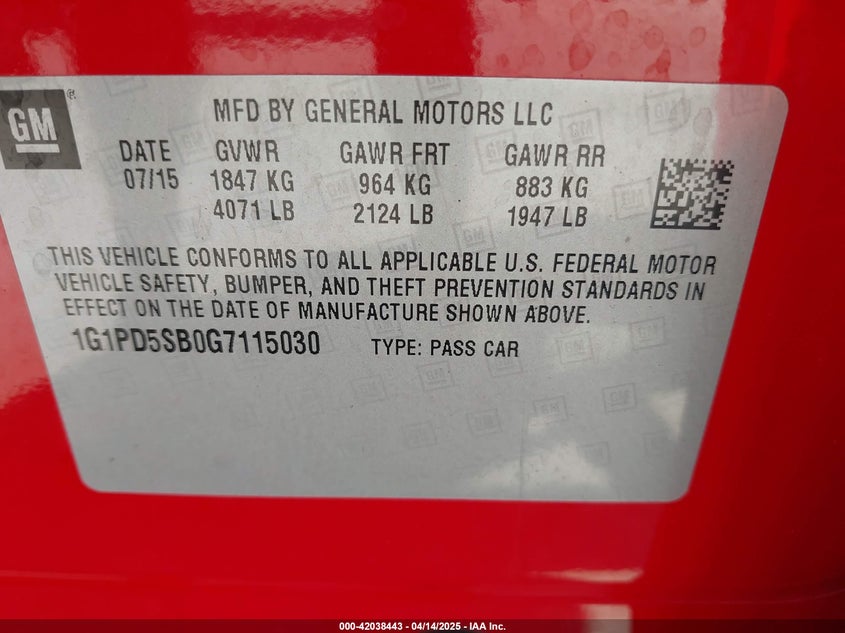 GM
MFD BY GENERAL MOTORS LLC
DATE GVWR GAWR FRT GAWR RR
07/15 1847 KG 964 KG 883 KG
4071 LB 2124 LB 1947 LB
THIS VEHICLE CONFORMS TO ALL APPLICABLE U.S. FEDERAL MOTOR
VEHICLE SAFETY, BUMPER, AND THEFT PREVENTION STANDARDS IN
EFFECT ON THE DATE OF MANUFACTURE SHOWN ABOVE.
1G1PD5SB0G7115030 TYPE: PASS CAR
000-42038443 • 04/14/2025 • IAA Inc.